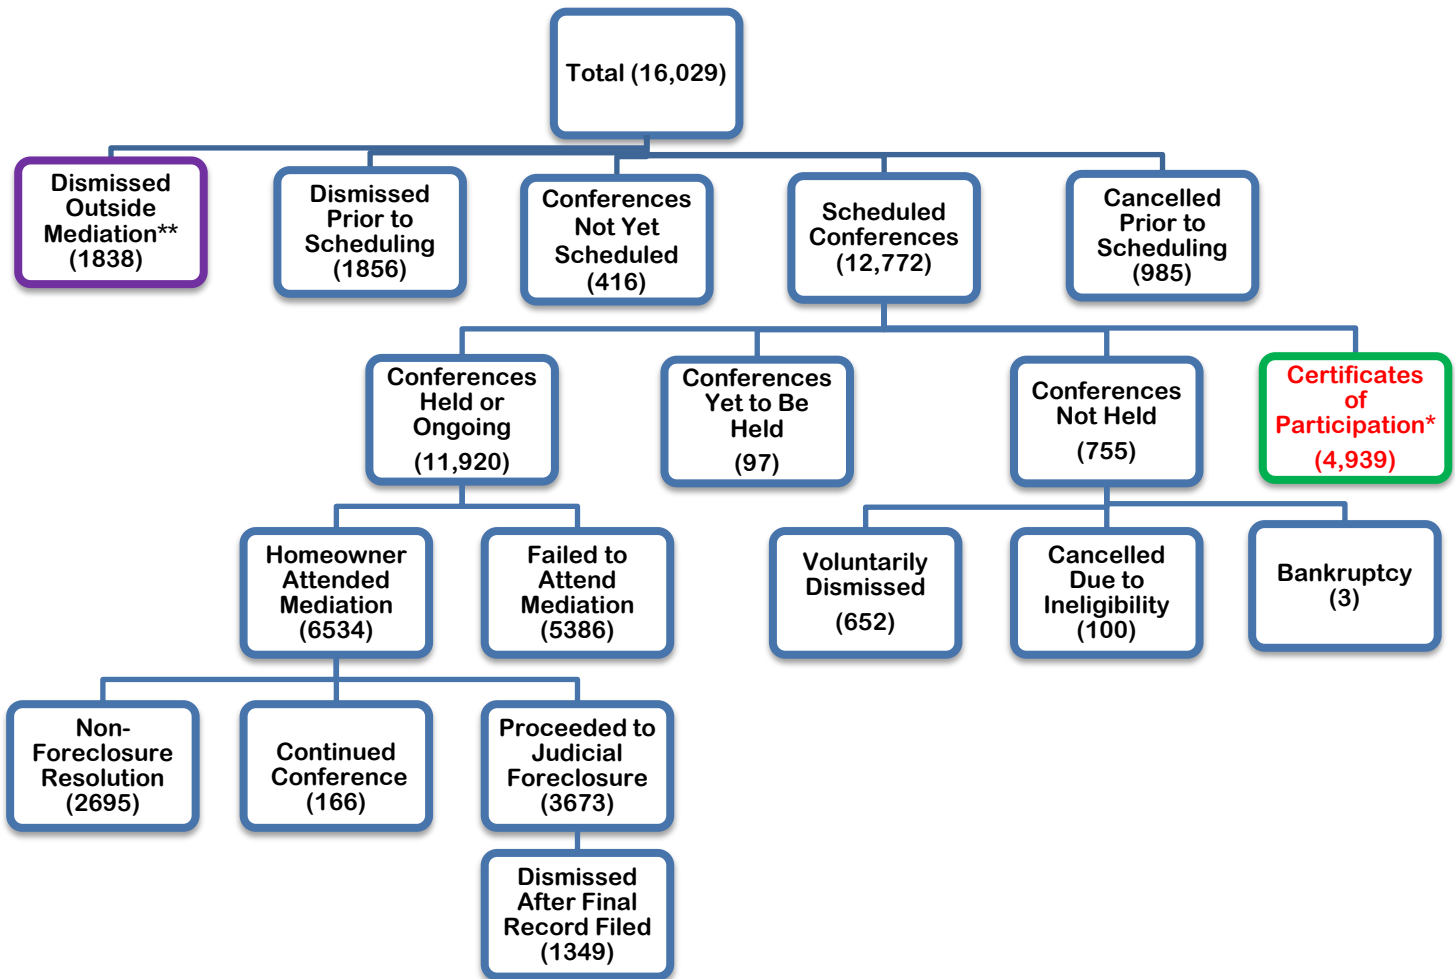 Total (16,029)
Dismissed
Outside
Mediation**
(1838)
Dismissed
Prior to
Scheduling
(1856)
Conferences
Not Yet
Scheduled
(416)
Scheduled
Conferences
(12,772)
Cancelled
Prior to
Scheduling
(985)
Conferences
Held or
Ongoing
(11,920)
Conferences
Yet to Be
Held
(97)
Conferences
Not Held
(755)
Certificates
of
Participation*
(4,939)
Homeowner
Attended
Mediation
(6534)
Failed to
Attend
Mediation
(5386)
Voluntarily
Dismissed
(652)
Cancelled
Due to
Ineligibility
(100)
Bankruptcy
(3)
Non-
Foreclosure
Resolution
(2695)
Continued
Conference
(166)
Proceeded to
Judicial
Foreclosure
(3673)
Dismissed
After Final
Record Filed
(1349)